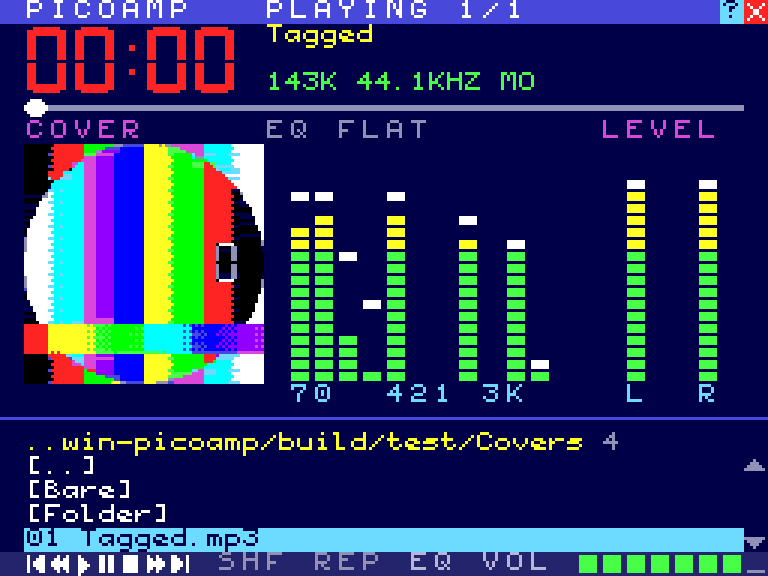 PICOAMP PLAYING 1/1 ? X
00:00 Tagged
143K 44.1KHZ MO
COVER EQ FLAT LEVEL
70 421 3K L R
..win-picoamp/build/test/Covers 4
[..]
[Bare]
[Folder]
01 Tagged.mp3
SHF REP EQ VOL